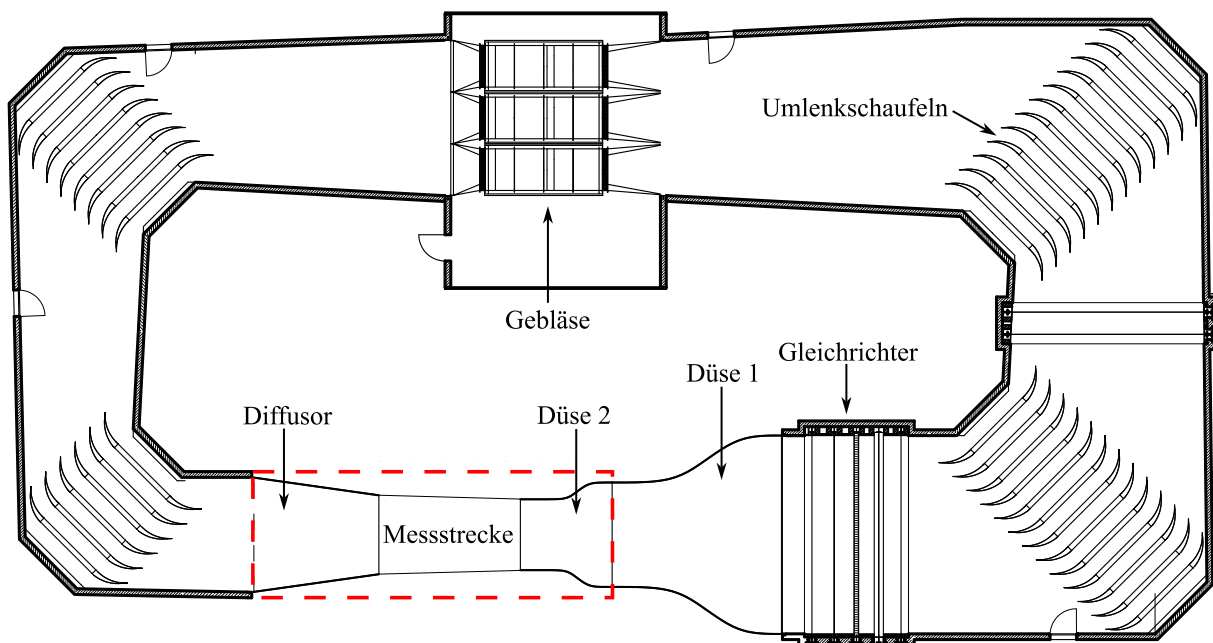 Umlenkschaufeln
Gebläse
Gleichrichter
Düse 1
Diffusor
Düse 2
Messstrecke